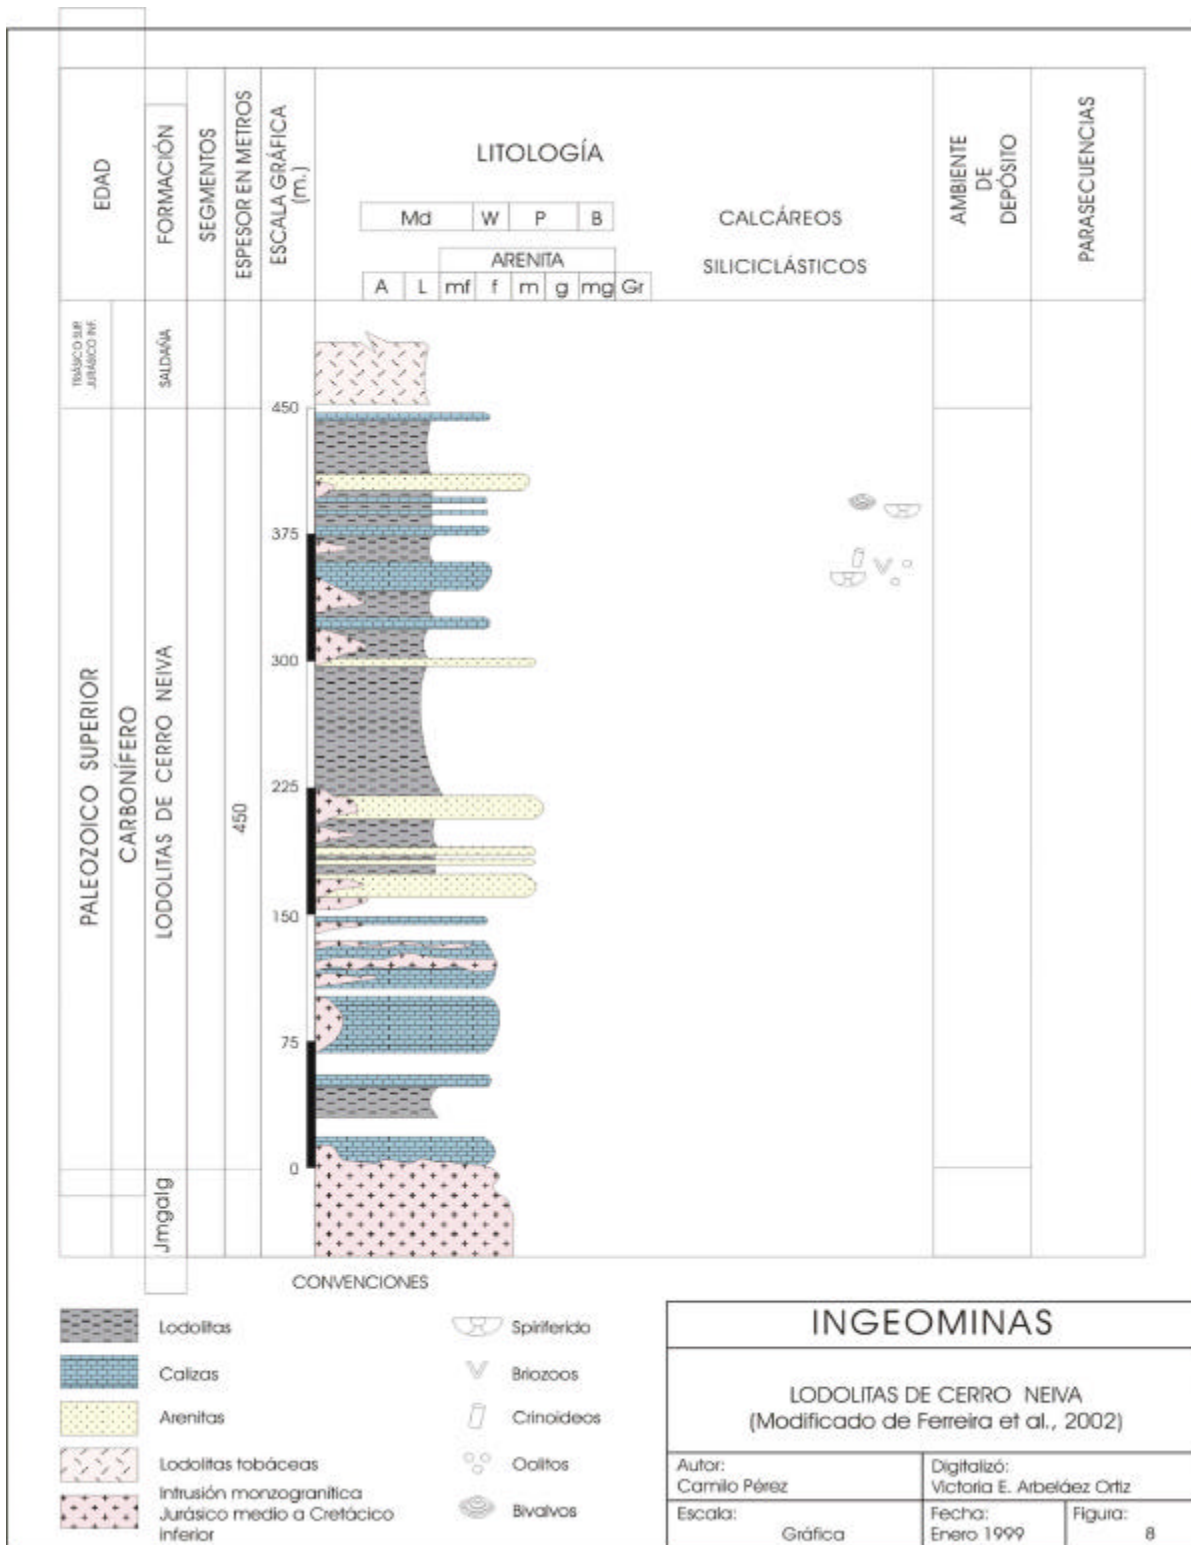 EDAD
FORMACIÓN
SEGMENTOS
ESPESOR EN METROS
ESCALA GRÁFICA
(m.)
LITOLOGÍA
Md W P B
CALCÁREOS
ARENITA
SILICICLÁSTICOS
A L mf f m g mg Gr
AMBIENTE
DE
DEPÓSITO
PARASECUENCIAS
TRIÁSICO SUP.
JURÁSICO INF.
SALDAÑA
450
375
300
225
150
75
0
PALEOZOICO SUPERIOR
CARBONÍFERO
LODOLITAS DE CERRO NEIVA
450
Jmgaig
CONVENCIONES
Lodolitas
Calizas
Arenitas
Lodolitas tobáceas
Intrusión monzogranítica
Jurásico medio a Cretácico
inferior
Spiriferido
Briozoos
Crinoideos
Oolitos
Bivalvos
INGEOMINAS
LODOLITAS DE CERRO NEIVA
(Modificado de Ferreira et al., 2002)
Autor:
Camilo Pérez
Digitalizó:
Victoria E. Arbeláez Ortiz
Escala:
Gráfica
Fecha:
Enero 1999
Figura:
8